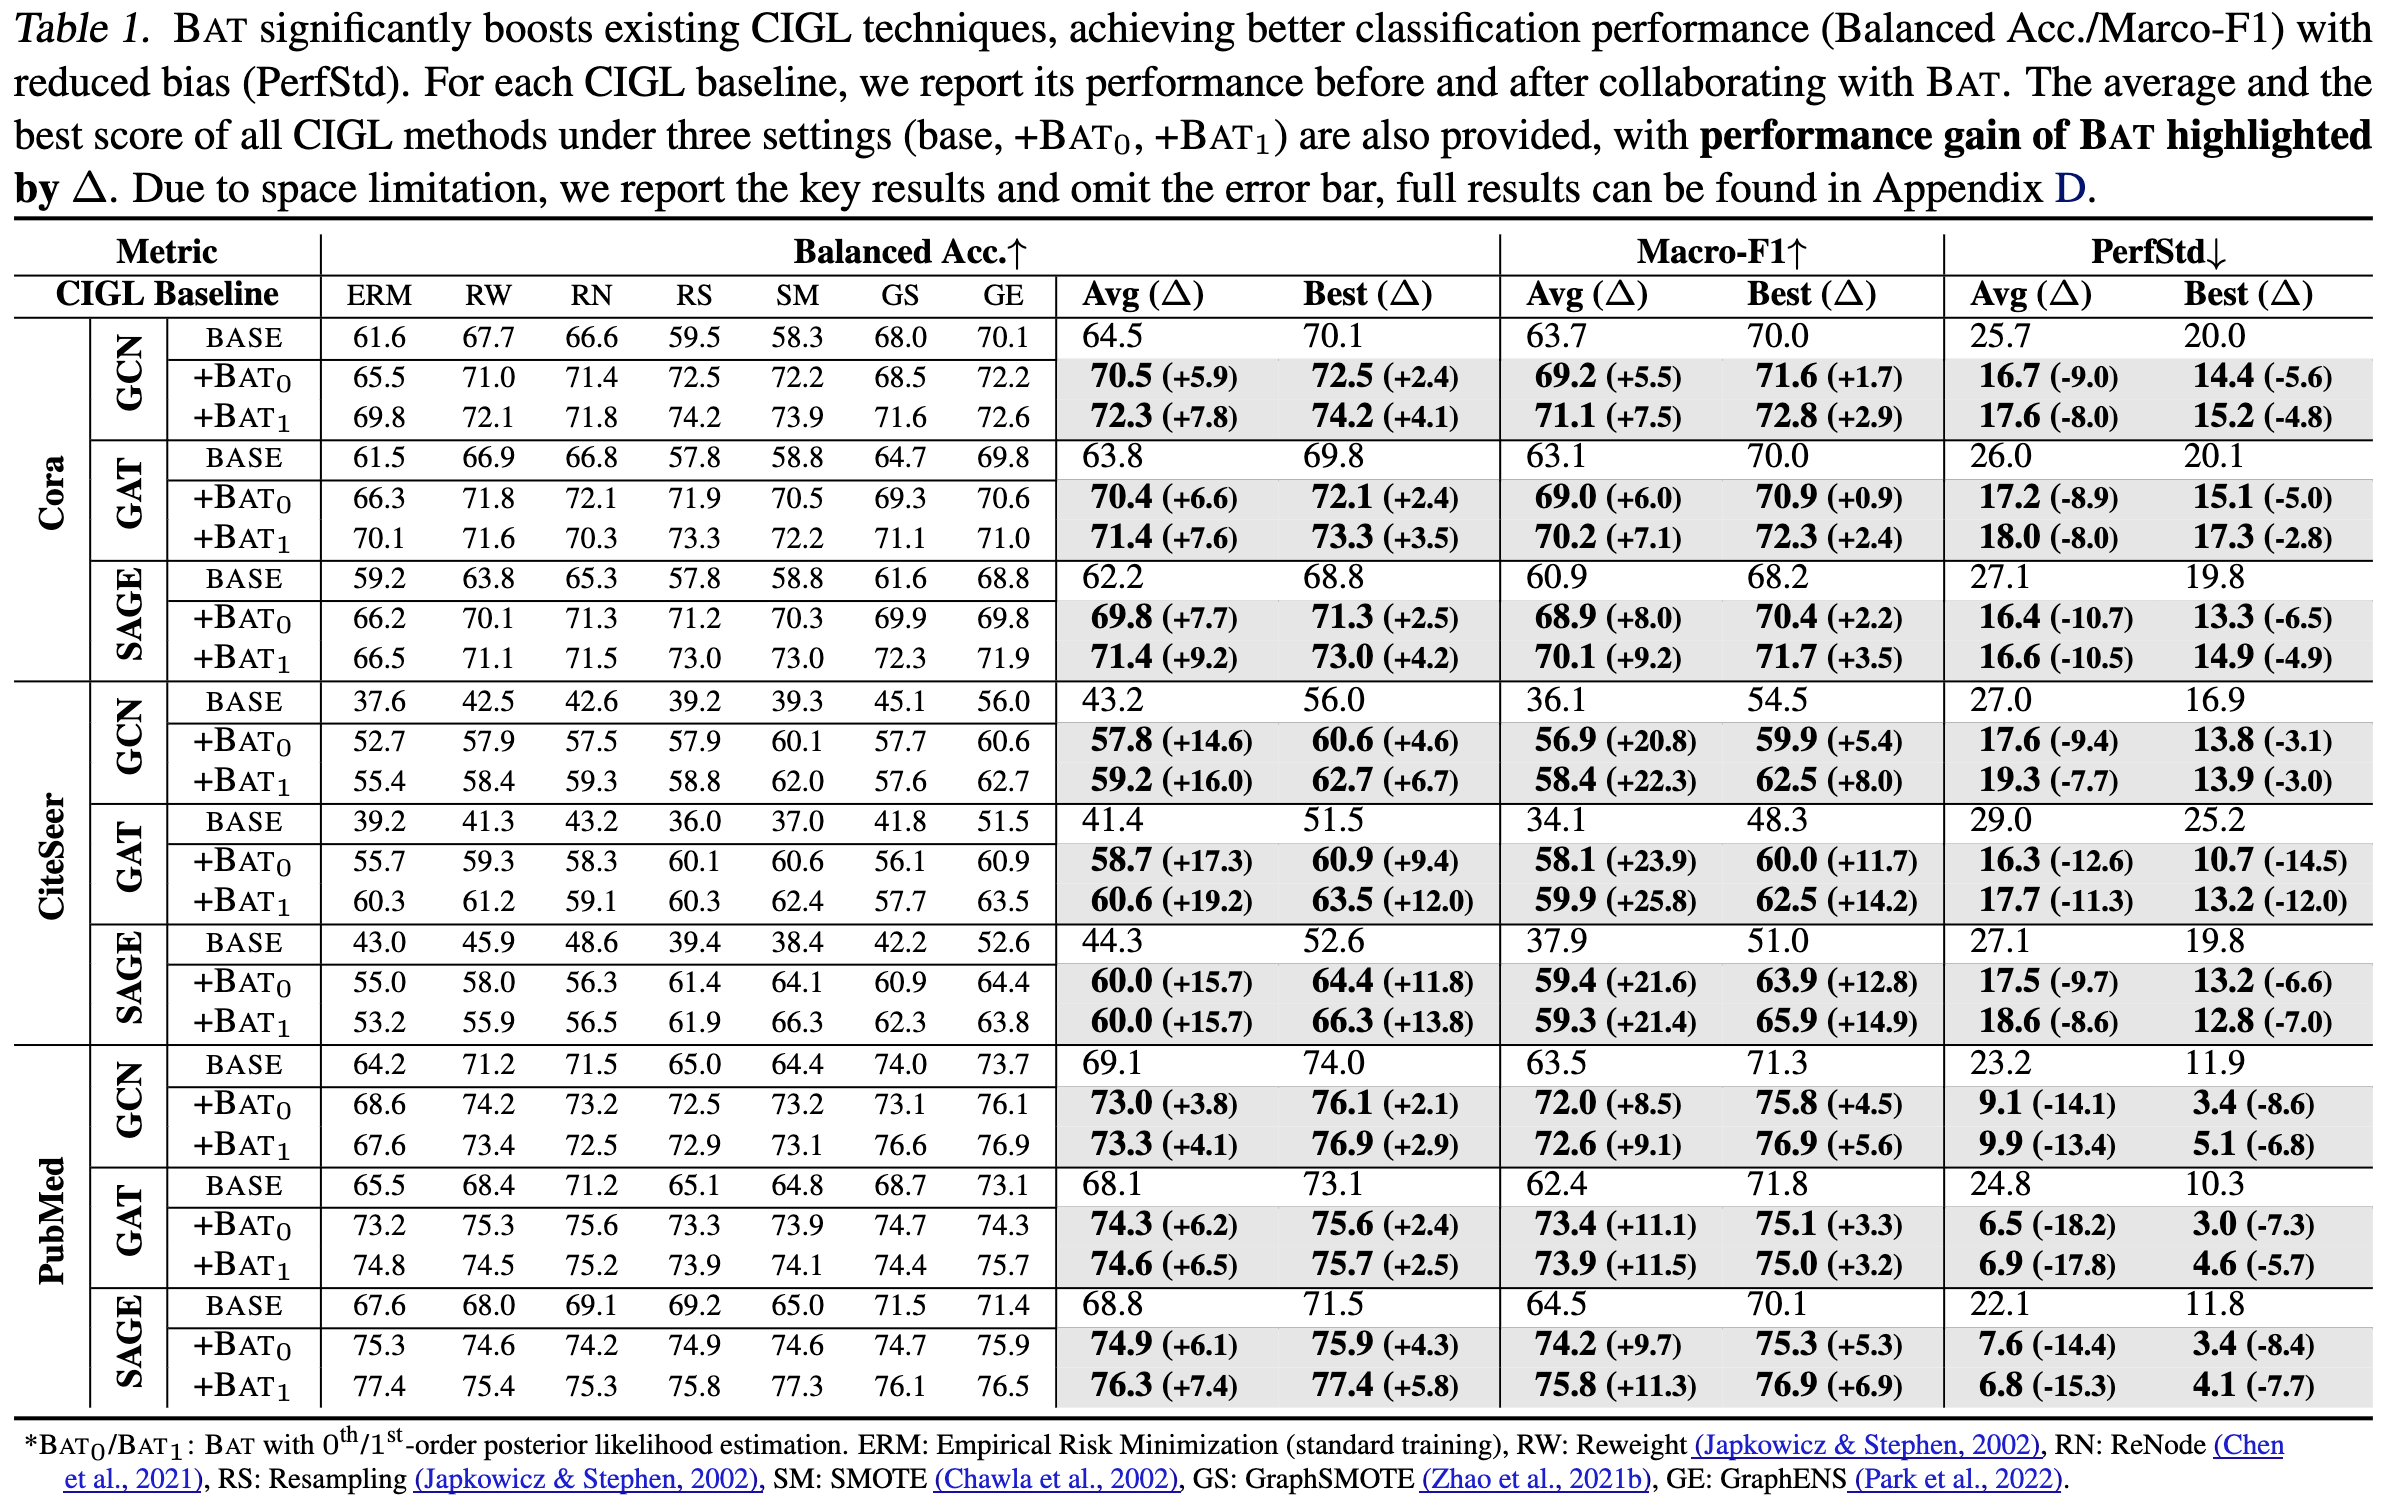 Table 1. BAT significantly boosts existing CIGL techniques, achieving better classification performance (Balanced Acc./Marco-F1) with
reduced bias (PerfStd). For each CIGL baseline, we report its performance before and after collaborating with BAT. The average and the
best score of all CIGL methods under three settings (base, +BAT₀, +BAT₁) are also provided, with performance gain of BAT highlighted
by Δ. Due to space limitation, we report the key results and omit the error bar, full results can be found in Appendix D.
Metric Balanced Acc.↑ Macro-F1↑ PerfStd↓
CIGL Baseline ERM RW RN RS SM GS GE Avg (Δ) Best (Δ) Avg (Δ) Best (Δ) Avg (Δ) Best (Δ)
Cora
GCN
BASE 61.6 67.7 66.6 59.5 58.3 68.0 70.1 64.5 70.1 63.7 70.0 25.7 20.0
+BAT₀ 65.5 71.0 71.4 72.5 72.2 68.5 72.2 70.5 (+5.9) 72.5 (+2.4) 69.2 (+5.5) 71.6 (+1.7) 16.7 (-9.0) 14.4 (-5.6)
+BAT₁ 69.8 72.1 71.8 74.2 73.9 71.6 72.6 72.3 (+7.8) 74.2 (+4.1) 71.1 (+7.5) 72.8 (+2.9) 17.6 (-8.0) 15.2 (-4.8)
GAT
BASE 61.5 66.9 66.8 57.8 58.8 64.7 69.8 63.8 69.8 63.1 70.0 26.0 20.1
+BAT₀ 66.3 71.8 72.1 71.9 70.5 69.3 70.6 70.4 (+6.6) 72.1 (+2.4) 69.0 (+6.0) 70.9 (+0.9) 17.2 (-8.9) 15.1 (-5.0)
+BAT₁ 70.1 71.6 70.3 73.3 72.2 71.1 71.0 71.4 (+7.6) 73.3 (+3.5) 70.2 (+7.1) 72.3 (+2.4) 18.0 (-8.0) 17.3 (-2.8)
SAGE
BASE 59.2 63.8 65.3 57.8 58.8 61.6 68.8 62.2 68.8 60.9 68.2 27.1 19.8
+BAT₀ 66.2 70.1 71.3 71.2 70.3 69.9 69.8 69.8 (+7.7) 71.3 (+2.5) 68.9 (+8.0) 70.4 (+2.2) 16.4 (-10.7) 13.3 (-6.5)
+BAT₁ 66.5 71.1 71.5 73.0 73.0 72.3 71.9 71.4 (+9.2) 73.0 (+4.2) 70.1 (+9.2) 71.7 (+3.5) 16.6 (-10.5) 14.9 (-4.9)
CiteSeer
GCN
BASE 37.6 42.5 42.6 39.2 39.3 45.1 56.0 43.2 56.0 36.1 54.5 27.0 16.9
+BAT₀ 52.7 57.9 57.5 57.9 60.1 57.7 60.6 57.8 (+14.6) 60.6 (+4.6) 56.9 (+20.8) 59.9 (+5.4) 17.6 (-9.4) 13.8 (-3.1)
+BAT₁ 55.4 58.4 59.3 58.8 62.0 57.6 62.7 59.2 (+16.0) 62.7 (+6.7) 58.4 (+22.3) 62.5 (+8.0) 19.3 (-7.7) 13.9 (-3.0)
GAT
BASE 39.2 41.3 43.2 36.0 37.0 41.8 51.5 41.4 51.5 34.1 48.3 29.0 25.2
+BAT₀ 55.7 59.3 58.3 60.1 60.6 56.1 60.9 58.7 (+17.3) 60.9 (+9.4) 58.1 (+23.9) 60.0 (+11.7) 16.3 (-12.6) 10.7 (-14.5)
+BAT₁ 60.3 61.2 59.1 60.3 62.4 57.7 63.5 60.6 (+19.2) 63.5 (+12.0) 59.9 (+25.8) 62.5 (+14.2) 17.7 (-11.3) 13.2 (-12.0)
SAGE
BASE 43.0 45.9 48.6 39.4 38.4 42.2 52.6 44.3 52.6 37.9 51.0 27.1 19.8
+BAT₀ 55.0 58.0 56.3 61.4 64.1 60.9 64.4 60.0 (+15.7) 64.4 (+11.8) 59.4 (+21.6) 63.9 (+12.8) 17.5 (-9.7) 13.2 (-6.6)
+BAT₁ 53.2 55.9 56.5 61.9 66.3 62.3 63.8 60.0 (+15.7) 66.3 (+13.8) 59.3 (+21.4) 65.9 (+14.9) 18.6 (-8.6) 12.8 (-7.0)
PubMed
GCN
BASE 64.2 71.2 71.5 65.0 64.4 74.0 73.7 69.1 74.0 63.5 71.3 23.2 11.9
+BAT₀ 68.6 74.2 73.2 72.5 73.2 73.1 76.1 73.0 (+3.8) 76.1 (+2.1) 72.0 (+8.5) 75.8 (+4.5) 9.1 (-14.1) 3.4 (-8.6)
+BAT₁ 67.6 73.4 72.5 72.9 73.1 76.6 76.9 73.3 (+4.1) 76.9 (+2.9) 72.6 (+9.1) 76.9 (+5.6) 9.9 (-13.4) 5.1 (-6.8)
GAT
BASE 65.5 68.4 71.2 65.1 64.8 68.7 73.1 68.1 73.1 62.4 71.8 24.8 10.3
+BAT₀ 73.2 75.3 75.6 73.3 73.9 74.7 74.3 74.3 (+6.2) 75.6 (+2.4) 73.4 (+11.1) 75.1 (+3.3) 6.5 (-18.2) 3.0 (-7.3)
+BAT₁ 74.8 74.5 75.2 73.9 74.1 74.4 75.7 74.6 (+6.5) 75.7 (+2.5) 73.9 (+11.5) 75.0 (+3.2) 6.9 (-17.8) 4.6 (-5.7)
SAGE
BASE 67.6 68.0 69.1 69.2 65.0 71.5 71.4 68.8 71.5 64.5 70.1 22.1 11.8
+BAT₀ 75.3 74.6 74.2 74.9 74.6 74.7 75.9 74.9 (+6.1) 75.9 (+4.3) 74.2 (+9.7) 75.3 (+5.3) 7.6 (-14.4) 3.4 (-8.4)
+BAT₁ 77.4 75.4 75.3 75.8 77.3 76.1 76.5 76.3 (+7.4) 77.4 (+5.8) 75.8 (+11.3) 76.9 (+6.9) 6.8 (-15.3) 4.1 (-7.7)
*BAT₀/BAT₁: BAT with 0th/1st-order posterior likelihood estimation. ERM: Empirical Risk Minimization (standard training), RW: Reweight (Japkowicz & Stephen, 2002), RN: ReNode (Chen
et al., 2021), RS: Resampling (Japkowicz & Stephen, 2002), SM: SMOTE (Chawla et al., 2002), GS: GraphSMOTE (Zhao et al., 2021b), GE: GraphENS (Park et al., 2022).